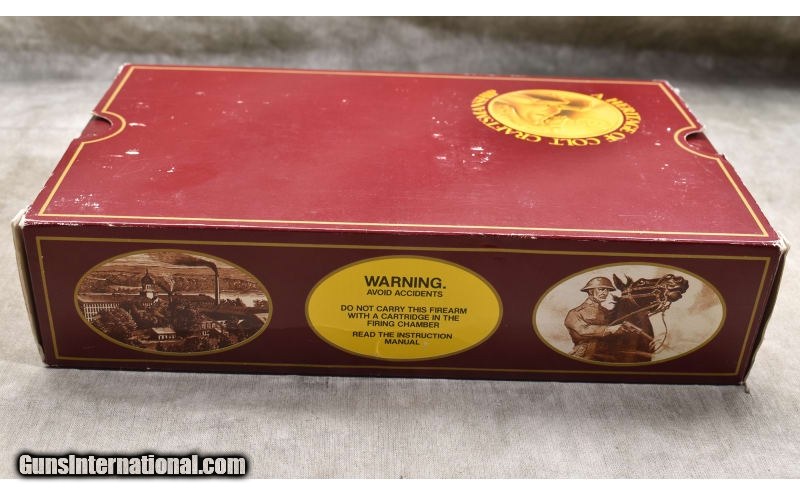 A HERITAGE OF COLT CRAFTSMANSHIP
WARNING.
AVOID ACCIDENTS
DO NOT CARRY THIS FIREARM
WITH A CARTRIDGE IN THE
FIRING CHAMBER
READ THE INSTRUCTION
MANUAL
GunsInternational.com